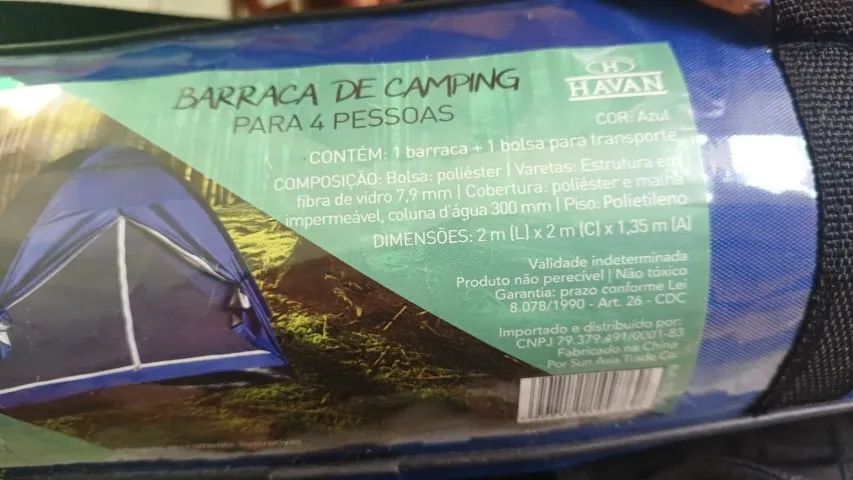 BARRACA DE CAMPING
PARA 4 PESSOAS
H
HAVAN
COR: Azul
CONTÉM: 1 barraca + 1 bolsa para transporte
COMPOSIÇÃO: Bolsa: poliéster | Varetas: Estrutura em
fibra de vidro 7,9 mm | Cobertura: poliéster e malha
impermeável, coluna d'água 300 mm | Piso: Polietileno
DIMENSÕES: 2 m (L) x 2 m (C) x 1,35 m (A)
Validade indeterminada
Produto não perecível | Não tóxico
Garantia: prazo conforme Lei
8.078/1990 - Art. 26 - CDC
Importado e distribuído por:
CNPJ 79.379.491/0001-83
Fabricado na China
Por Sun Asia Trade Co.